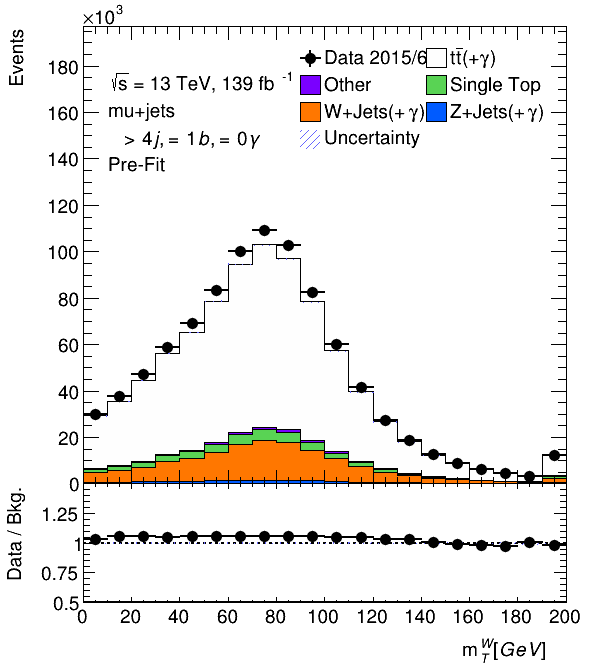 ×10³
Events
√s = 13 TeV, 139 fb⁻¹
mu+jets
> 4j, = 1b, = 0γ
Pre-Fit
Data 2015/6
tt̄(+γ)
Other
Single Top
W+Jets(+γ)
Z+Jets(+γ)
Uncertainty
180
160
140
120
100
80
60
40
20
0
Data / Bkg.
1.25
1
0.75
0.5
0 20 40 60 80 100 120 140 160 180 200
m_T^W[GeV]